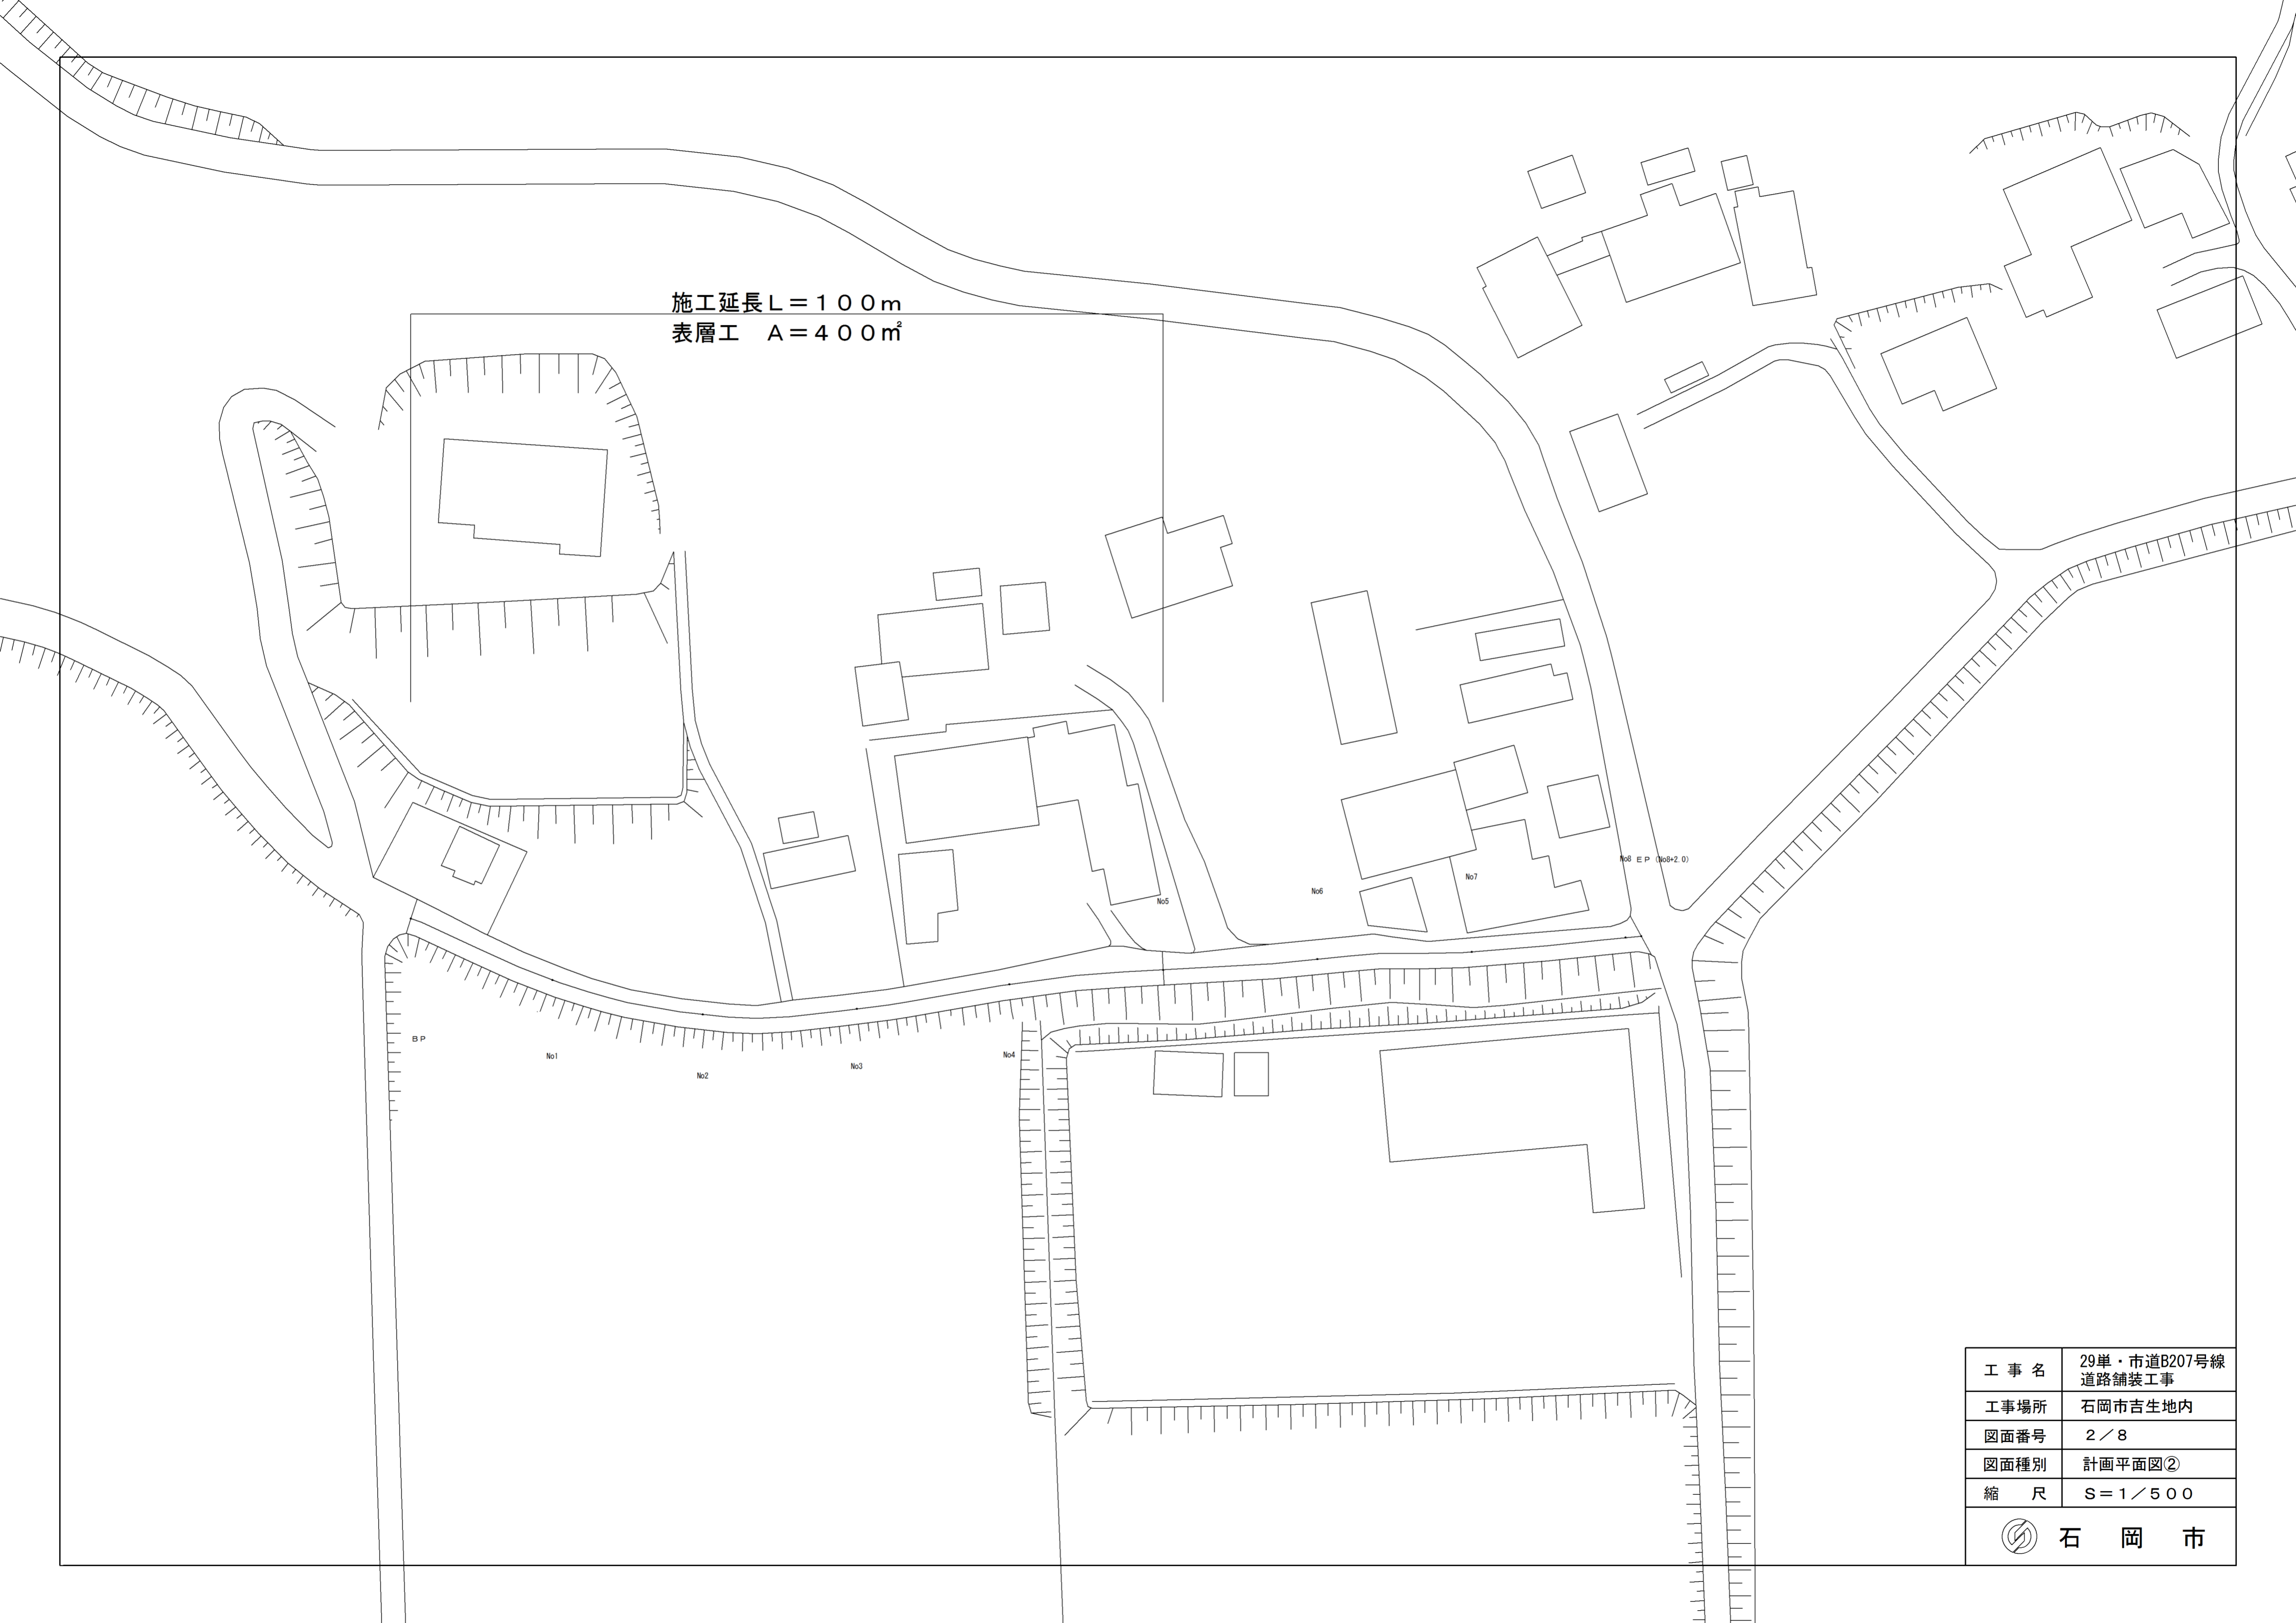 施工延長Ｌ＝１００ｍ
表層工　Ａ＝４００㎡
No8 ＥＰ（No8+2.0）
No7
No6
No5
ＢＰ
No1
No2
No3
No4
工 事 名 29単・市道B207号線
道路舗装工事
工事場所 石岡市吉生地内
図面番号 ２／８
図面種別 計画平面図②
縮　尺 Ｓ＝１／５００
石　岡　市